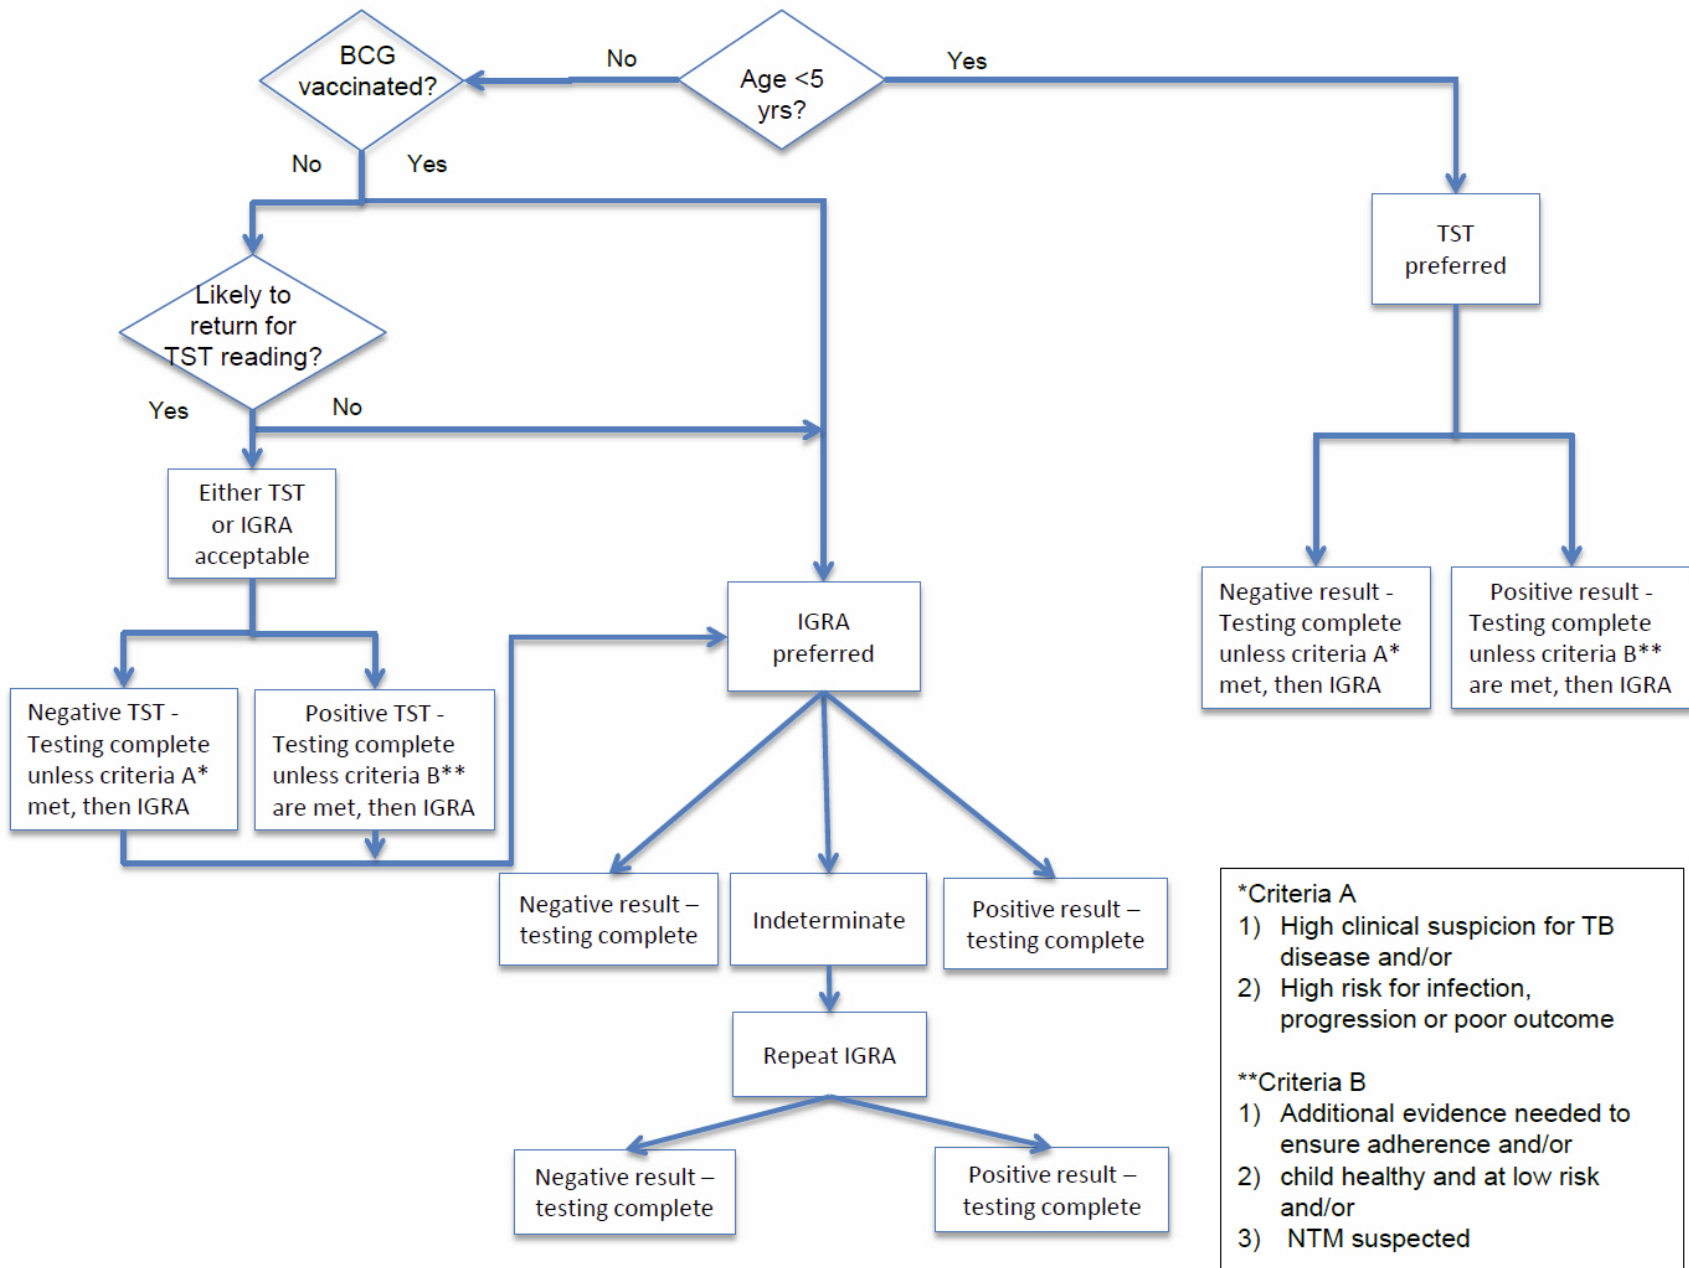 BCG
vaccinated?
No
Age <5
yrs?
Yes
No
Yes
TST
preferred
Likely to
return for
TST reading?
Yes
No
Either TST
or IGRA
acceptable
IGRA
preferred
Negative result -
Testing complete
unless criteria A*
met, then IGRA
Positive result -
Testing complete
unless criteria B**
are met, then IGRA
Negative TST -
Testing complete
unless criteria A*
met, then IGRA
Positive TST -
Testing complete
unless criteria B**
are met, then IGRA
Negative result –
testing complete
Indeterminate
Positive result –
testing complete
Repeat IGRA
Negative result –
testing complete
Positive result –
testing complete
*Criteria A
1) High clinical suspicion for TB
disease and/or
2) High risk for infection,
progression or poor outcome
**Criteria B
1) Additional evidence needed to
ensure adherence and/or
2) child healthy and at low risk
and/or
3) NTM suspected